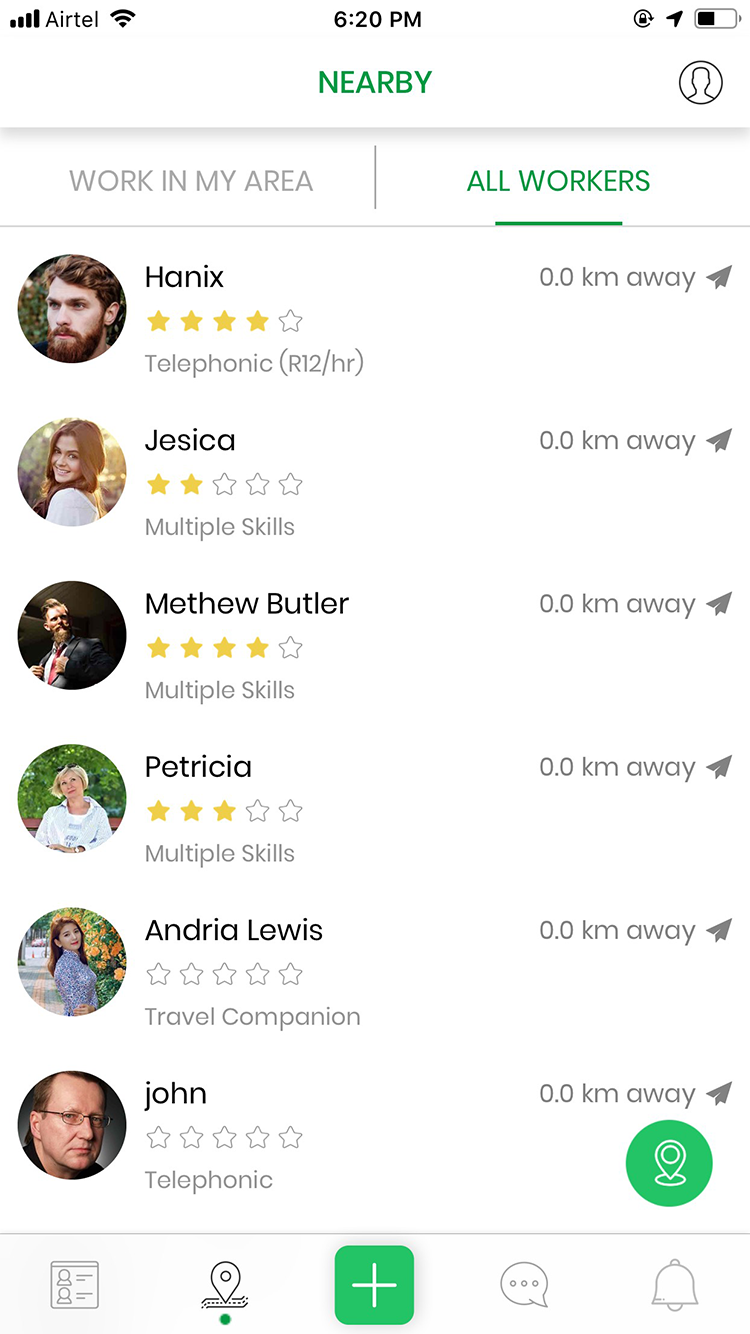 Airtel 6:20 PM
NEARBY
WORK IN MY AREA ALL WORKERS
Hanix 0.0 km away
Telephonic (R12/hr)
Jesica 0.0 km away
Multiple Skills
Methew Butler 0.0 km away
Multiple Skills
Petricia 0.0 km away
Multiple Skills
Andria Lewis 0.0 km away
Travel Companion
john 0.0 km away
Telephonic